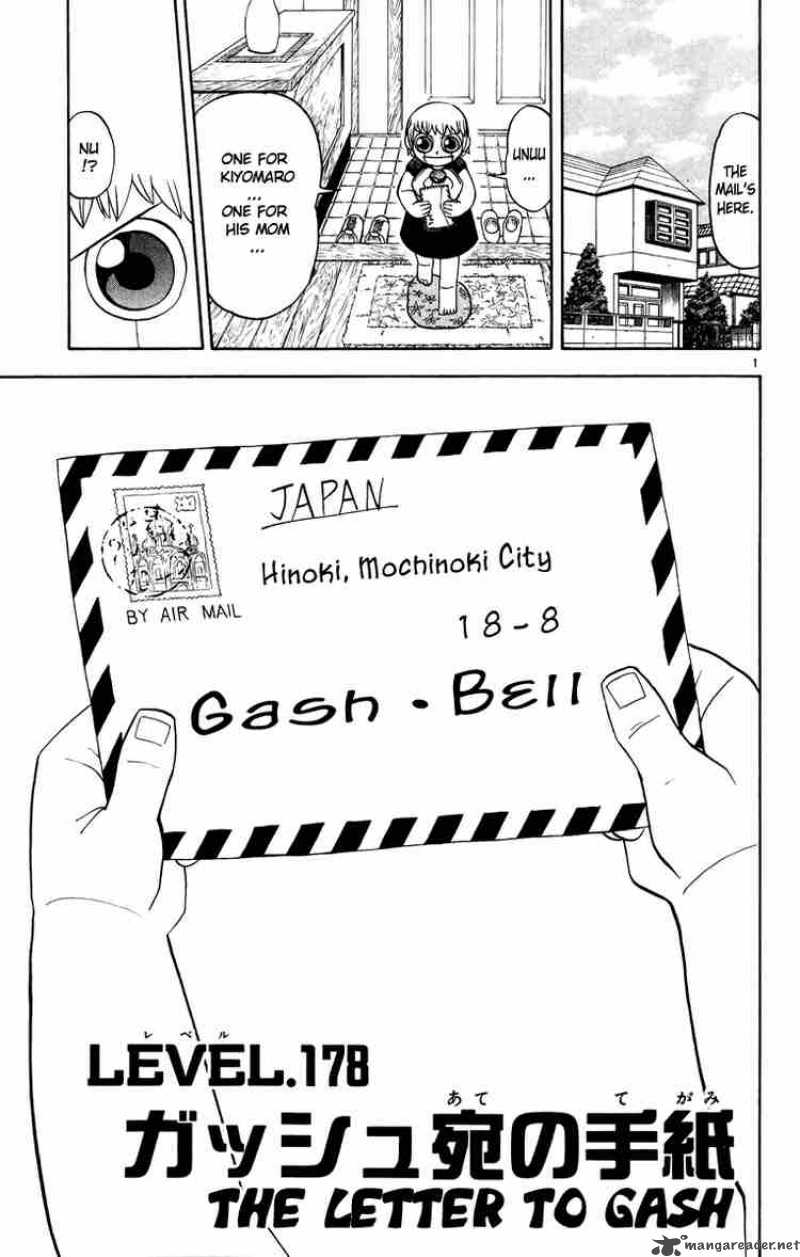 THE
MAIL'S
HERE.
UNUU
...
ONE FOR
KIYOMARO
...
ONE FOR
HIS MOM
...
NU
!?
1
JAPAN
Hinoki, Mochinoki City
18-8
BY AIR MAIL
Gash・Bell
レベル
LEVEL.178
あて て がみ
ガッシュ宛の手紙
THE LETTER TO GASH
mangareader.net